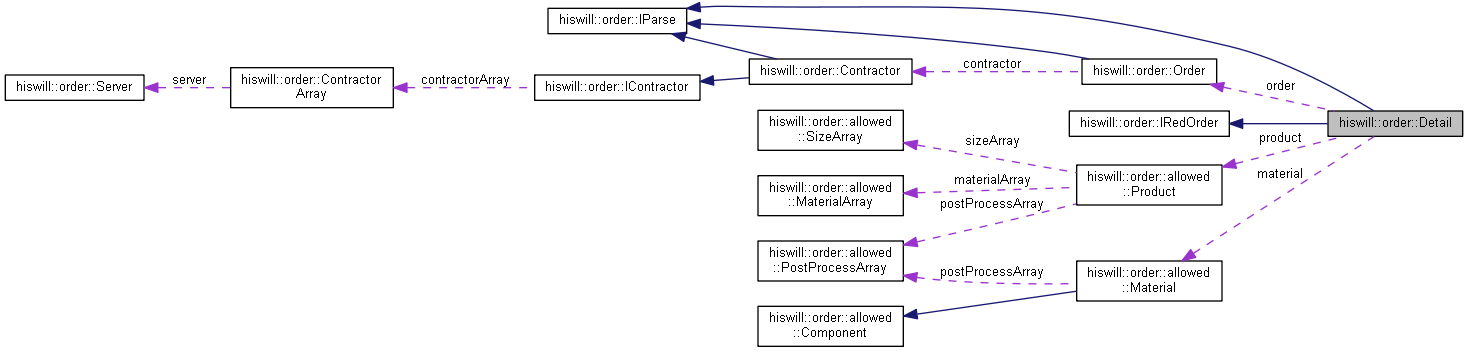 hiswill::order::IParse
hiswill::order::Server
server
hiswill::order::Contractor
Array
contractorArray
hiswill::order::IContractor
hiswill::order::Contractor
contractor
hiswill::order::Order
order
hiswill::order::IRedOrder
hiswill::order::Detail
hiswill::order::allowed
::SizeArray
sizeArray
product
hiswill::order::allowed
::MaterialArray
materialArray
hiswill::order::allowed
::Product
material
postProcessArray
hiswill::order::allowed
::PostProcessArray
postProcessArray
hiswill::order::allowed
::Material
hiswill::order::allowed
::Component